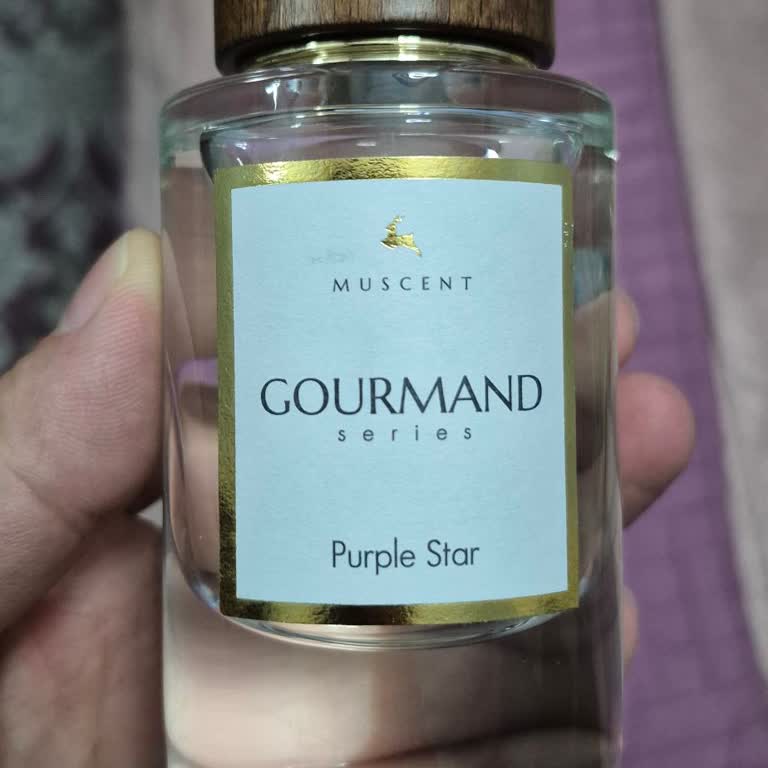 MUSCENT
GOURMAND
series
Purple Star